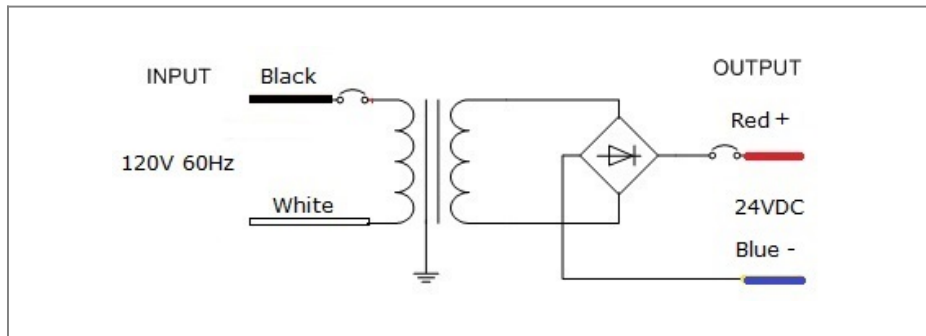 INPUT
Black
OUTPUT
Red +
120V 60Hz
White
24VDC
Blue -